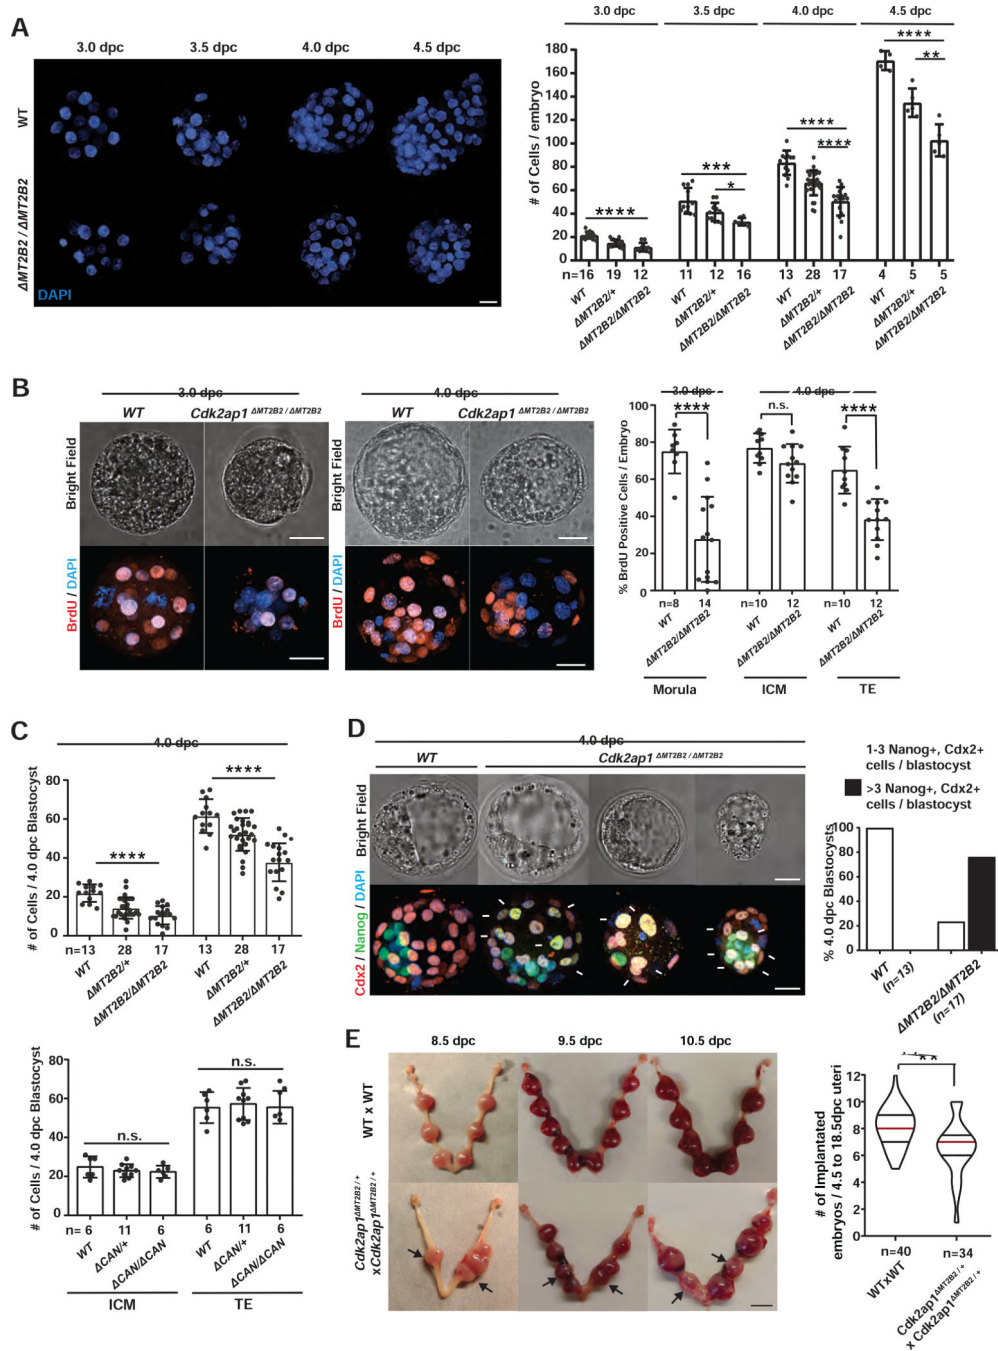 A
3.0 dpc
3.5 dpc
4.0 dpc
4.5 dpc
WT
ΔMT2B2 / ΔMT2B2
DAPI
3.0 dpc
3.5 dpc
4.0 dpc
4.5 dpc
# of Cells / embryo
180
160
140
120
100
80
60
40
20
0
****
***
*
****
****
****
**
n=16 19 12
11 12 16
13 28 17
4 5 5
WT
ΔMT2B2/+
ΔMT2B2/ΔMT2B2
WT
ΔMT2B2/+
ΔMT2B2/ΔMT2B2
WT
ΔMT2B2/+
ΔMT2B2/ΔMT2B2
WT
ΔMT2B2/+
ΔMT2B2/ΔMT2B2
B
3.0 dpc
4.0 dpc
WT
Cdk2ap1 ΔMT2B2 / ΔMT2B2
WT
Cdk2ap1 ΔMT2B2 / ΔMT2B2
Bright Field
Bright Field
BrdU / DAPI
BrdU / DAPI
3.0 dpc
4.0 dpc
% BrdU Positive Cells / Embryo
100
80
60
40
20
0
****
n.s.
****
n=8 14
n=10 12
n=10 12
WT
ΔMT2B2/ΔMT2B2
WT
ΔMT2B2/ΔMT2B2
WT
ΔMT2B2/ΔMT2B2
Morula
ICM
TE
C
4.0 dpc
# of Cells / 4.0 dpc Blastocyst
80
60
40
20
0
****
****
n=13 28 17
13 28 17
WT
ΔMT2B2/+
ΔMT2B2/ΔMT2B2
WT
ΔMT2B2/+
ΔMT2B2/ΔMT2B2
# of Cells / 4.0 dpc Blastocyst
80
60
40
20
0
n.s.
n.s.
n= 6 11 6
6 11 6
WT
ΔCAN/+
ΔCAN/ΔCAN
WT
ΔCAN/+
ΔCAN/ΔCAN
ICM
TE
D
4.0 dpc
WT
Cdk2ap1 ΔMT2B2 / ΔMT2B2
Bright Field
Cdx2 / Nanog / DAPI
1-3 Nanog+, Cdx2+
cells / blastocyst
>3 Nanog+, Cdx2+
cells / blastocyst
% 4.0 dpc Blastocysts
100
80
60
40
20
0
WT
(n=13)
ΔMT2B2/ΔMT2B2
(n=17)
E
8.5 dpc
9.5 dpc
10.5 dpc
WT x WT
Cdk2ap1ΔMT2B2 / +
xCdk2ap1ΔMT2B2 / +
# of Implantated
embryos / 4.5 to 18.5dpc uteri
12
10
8
6
4
2
0
n=40
n=34
WTxWT
Cdk2ap1ΔMT2B2 / +
x Cdk2ap1ΔMT2B2 / +